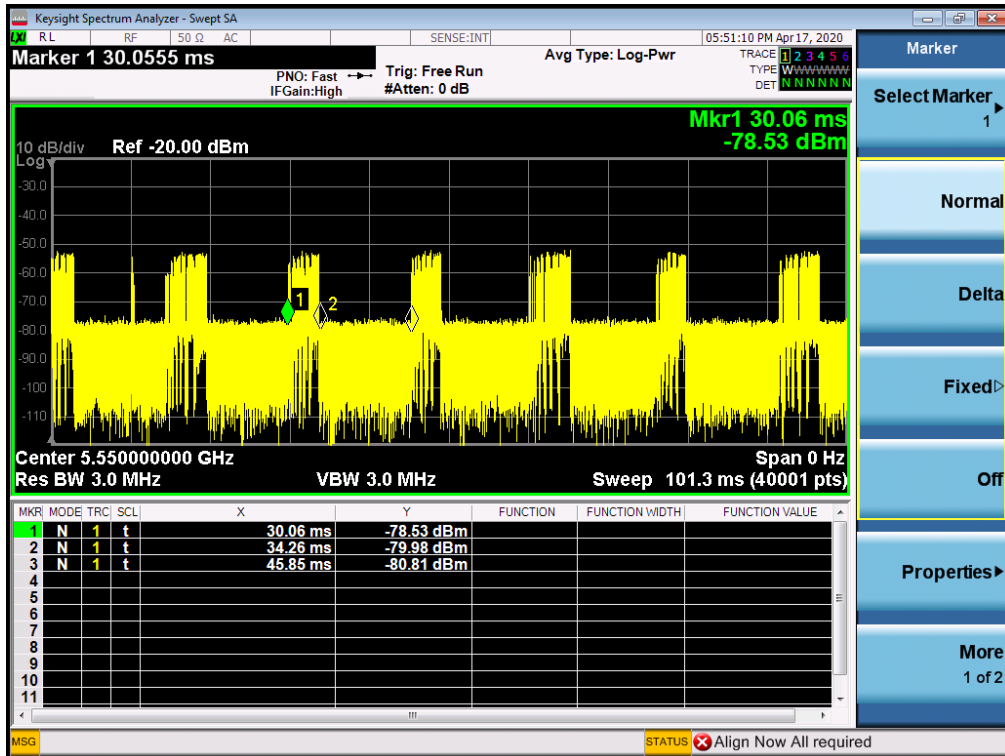 Keysight Spectrum Analyzer - Swept SA
LXI RL RF 50 Ω AC SENSE:INT 05:51:10 PM Apr 17, 2020
Marker 1 30.0555 ms
PNO: Fast
IFGain:High
Trig: Free Run
#Atten: 0 dB
Avg Type: Log-Pwr
TRACE 1 2 3 4 5 6
TYPE WWWWWW
DET N N N N N N
Mkr1 30.06 ms
-78.53 dBm
10 dB/div Ref -20.00 dBm
Log
-30.0
-40.0
-50.0
-60.0
-70.0
-80.0
-90.0
-100
-110
1
2
Center 5.550000000 GHz Span 0 Hz
Res BW 3.0 MHz VBW 3.0 MHz Sweep 101.3 ms (40001 pts)
MKR MODE TRC SCL X Y FUNCTION FUNCTION WIDTH FUNCTION VALUE
1 N 1 t 30.06 ms -78.53 dBm
2 N 1 t 34.26 ms -79.98 dBm
3 N 1 t 45.85 ms -80.81 dBm
4
5
6
7
8
9
10
11
MSG STATUS Align Now All required
Marker
Select Marker
1
Normal
Delta
Fixed
Off
Properties
More
1 of 2